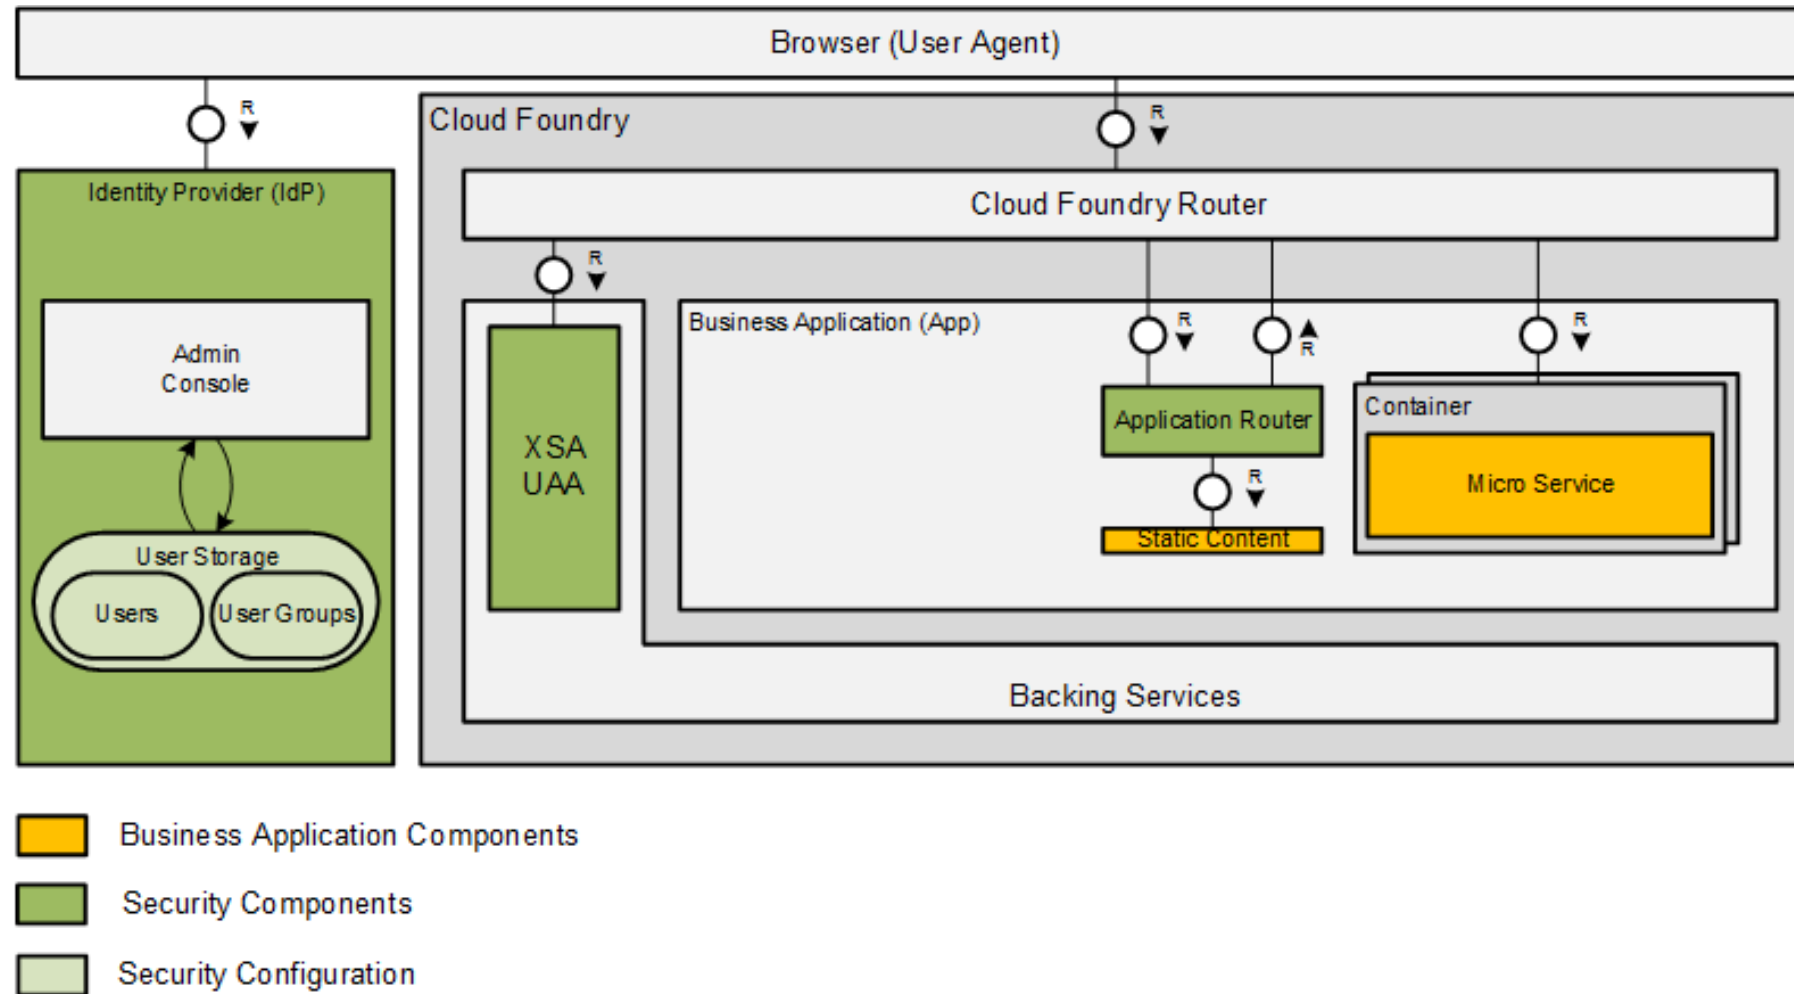 Browser (User Agent)
R
R
Cloud Foundry
Identity Provider (IdP)
Cloud Foundry Router
R
Business Application (App)
R
R
R
Admin
Console
Application Router
Container
XSA
UAA
R
Micro Service
Static Content
User Storage
Users
User Groups
Backing Services
Business Application Components
Security Components
Security Configuration